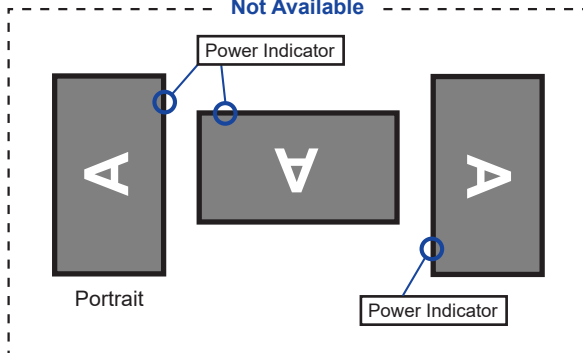 Not Available
Power Indicator
A
A
A
Portrait
Power Indicator